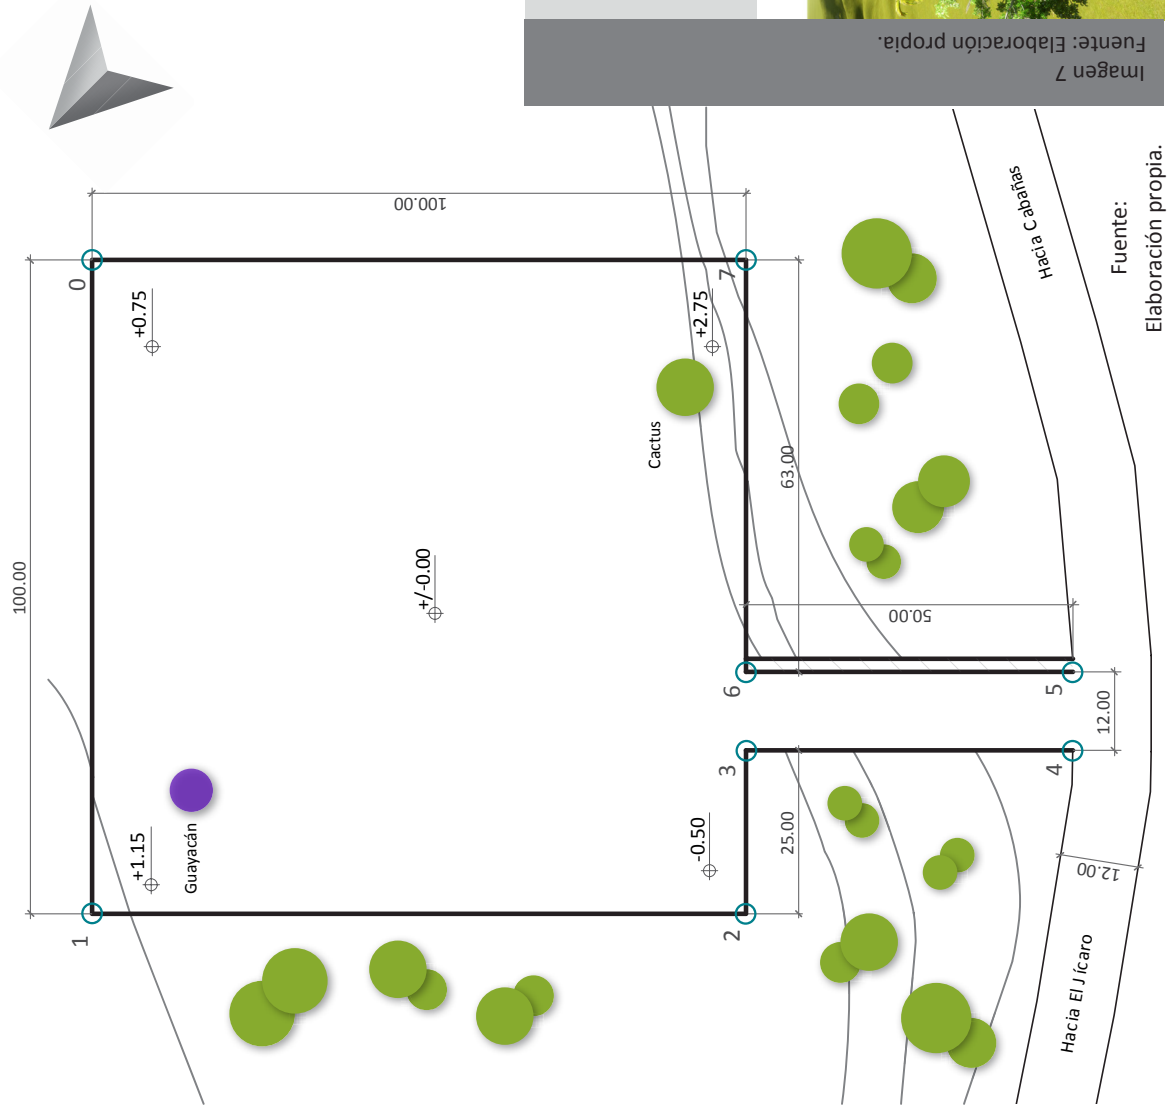 Imagen 7
Fuente: Elaboración propia.
100.00
100.00
0
1
+0.75
+1.15
Guayacán
+/-0.00
Cactus
+2.75
-0.50
7
6
3
2
63.00
25.00
50.00
5
4
12.00
12.00
Hacia Cabañas
Hacia El Jícaro
Fuente:
Elaboración propia.